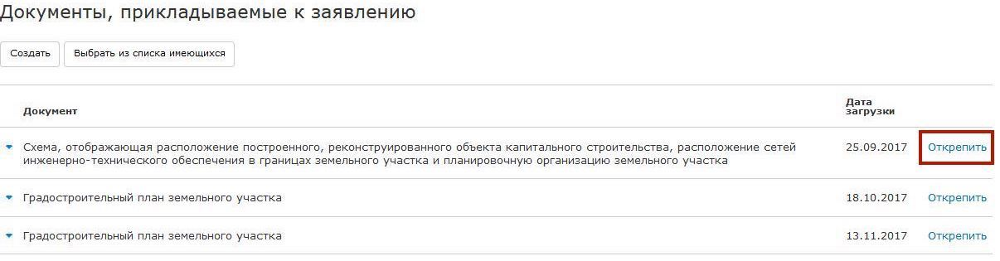 Документы, прикладываемые к заявлению
Создать
Выбрать из списка имеющихся
Документ
Дата
загрузки
Схема, отображающая расположение построенного, реконструированного объекта капитального строительства, расположение сетей
инженерно-технического обеспечения в границах земельного участка и планировочную организацию земельного участка
25.09.2017
Открепить
Градостроительный план земельного участка
18.10.2017
Открепить
Градостроительный план земельного участка
13.11.2017
Открепить